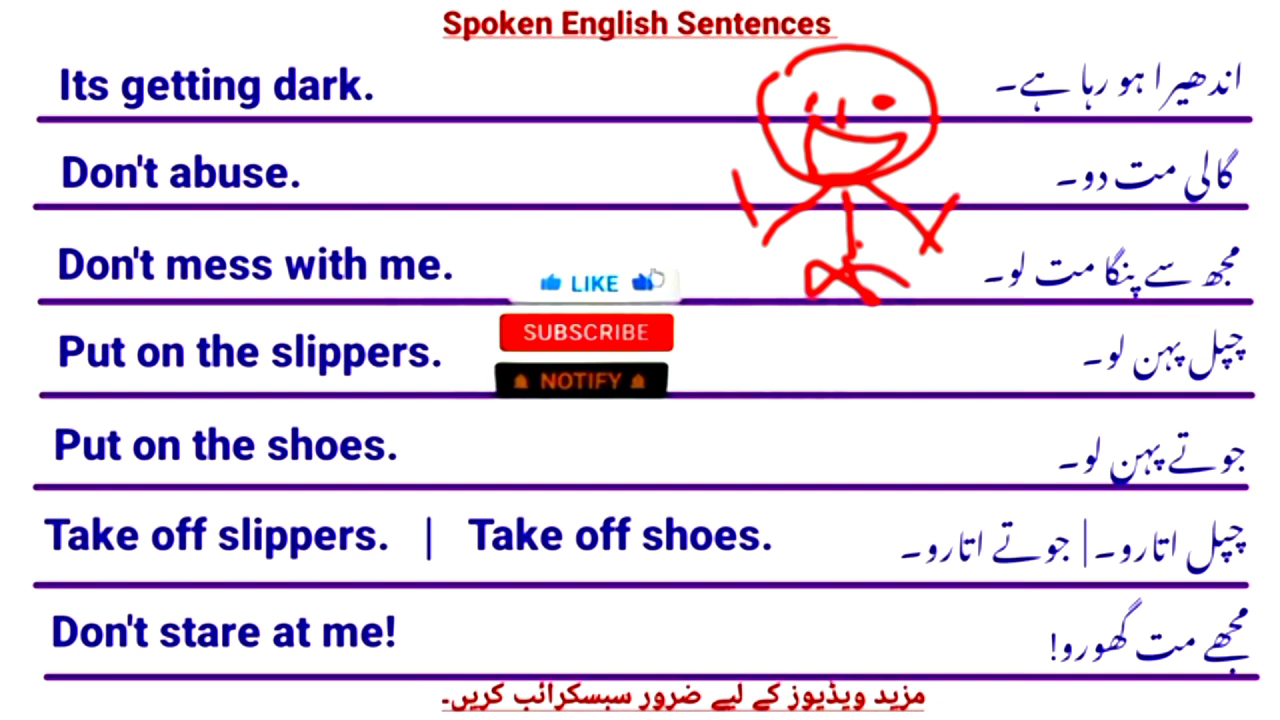 Spoken English Sentences
Its getting dark. اندھیرا ہو رہا ہے۔
Don't abuse. گالی مت دو۔
Don't mess with me. مجھ سے پنگا مت لو۔
LIKE
SUBSCRIBE
Put on the slippers. چپل پہن لو۔
NOTIFY
Put on the shoes. جوتے پہن لو۔
Take off slippers. | Take off shoes. چپل اتارو۔| جوتے اتارو۔
Don't stare at me! مجھے مت گھورو!
مزید ویڈیوز کے لیے ضرور سبسکرائب کریں۔